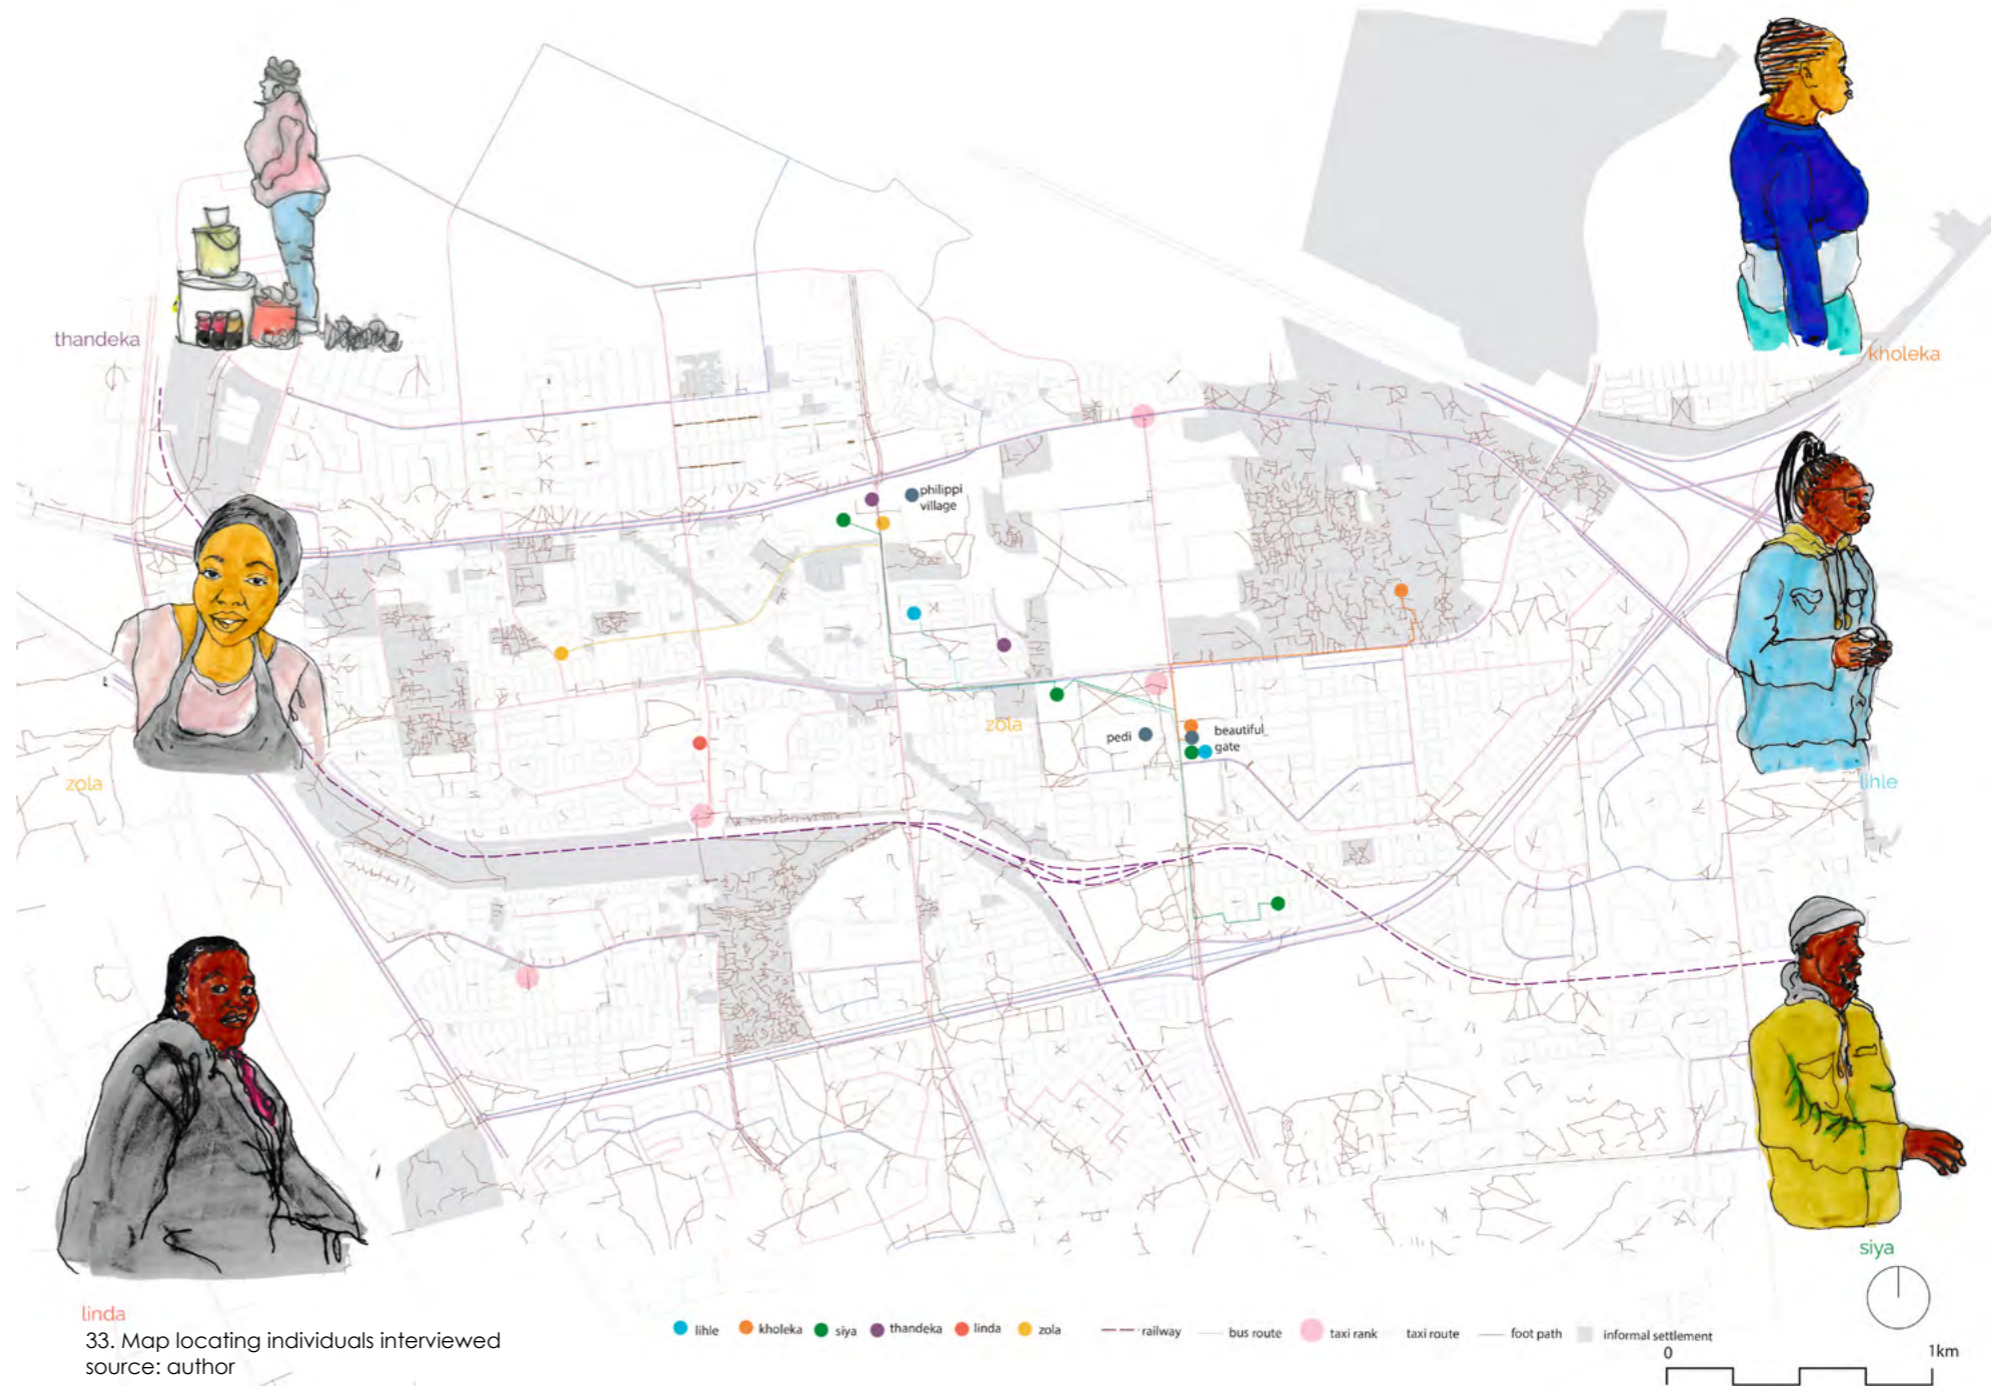 thandeka
kholeka
philippi
village
zola
pedi
beautiful
gate
zola
lihle
siya
linda
33. Map locating individuals interviewed
source: author
lihle kholeka siya thandeka linda zola railway bus route taxi rank taxi route foot path informal settlement
0 1km